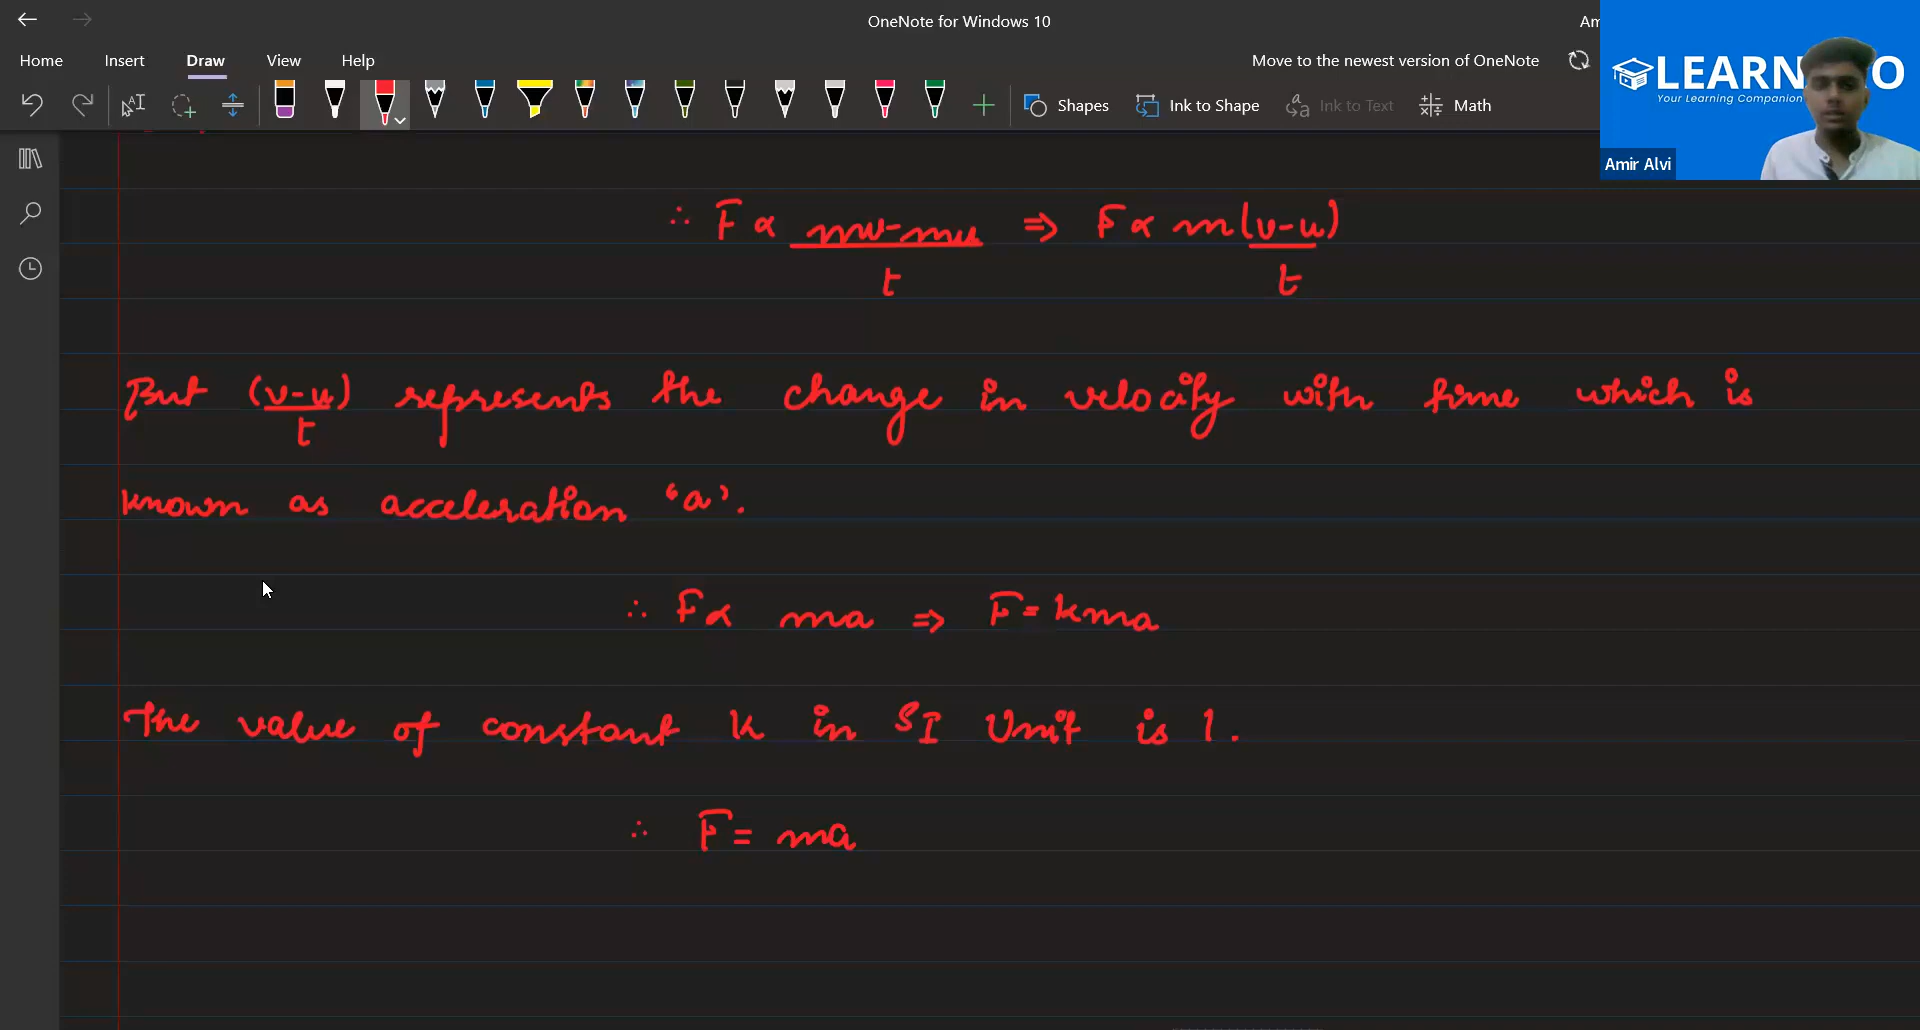 OneNote for Windows 10
Am
Home Insert Draw View Help Move to the newest version of OneNote
Shapes Ink to Shape Ink to Text Math
LEARN O
Your Learning Companion
Amir Alvi
∴ F ∝ mv-mu / t ⇒ F ∝ m(v-u) / t
But (v-u)/t represents the change in velocity with time which is
known as acceleration 'a'.
∴ F ∝ ma ⇒ F = kma
The value of constant k in SI Unit is 1.
∴ F = ma